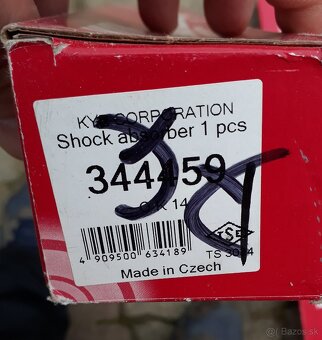 KYB CORPORATION
Shock absorber 1 pcs
344459
4 909500 634189
Made in Czech
© Bazos.sk